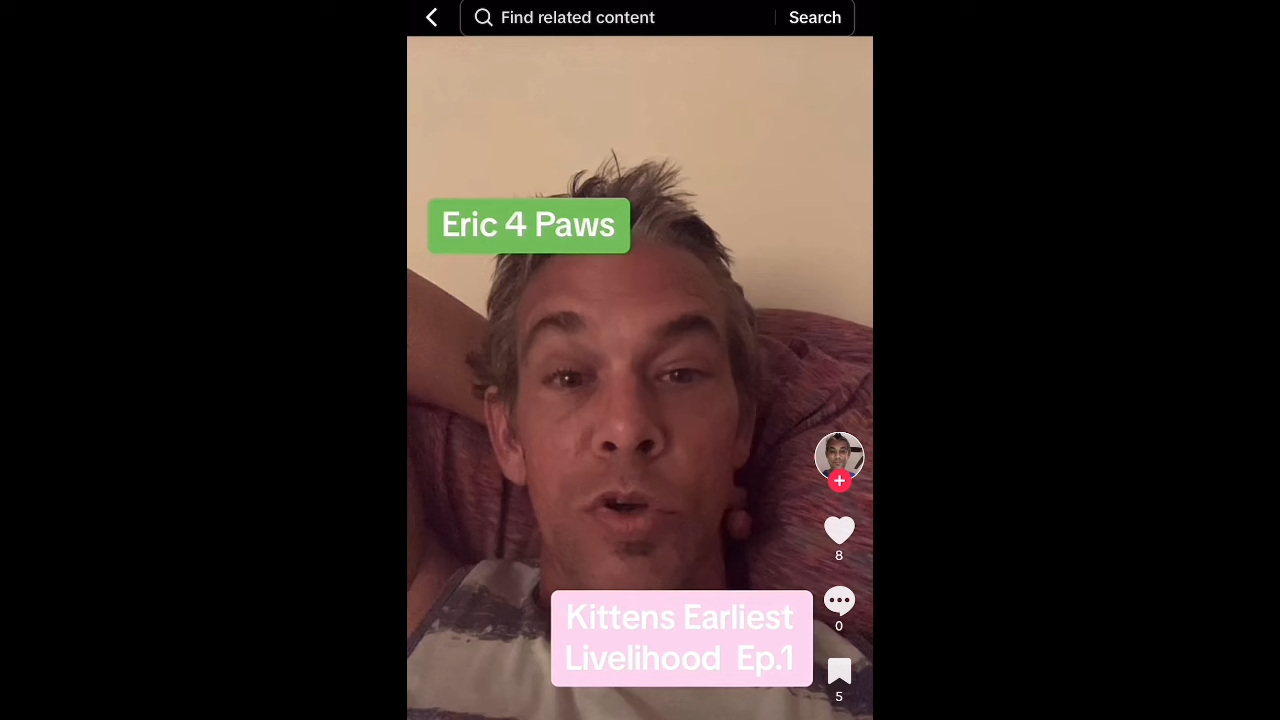 Find related content
Search
Eric 4 Paws
8
0
Kittens Earliest
Livelihood Ep.1
5